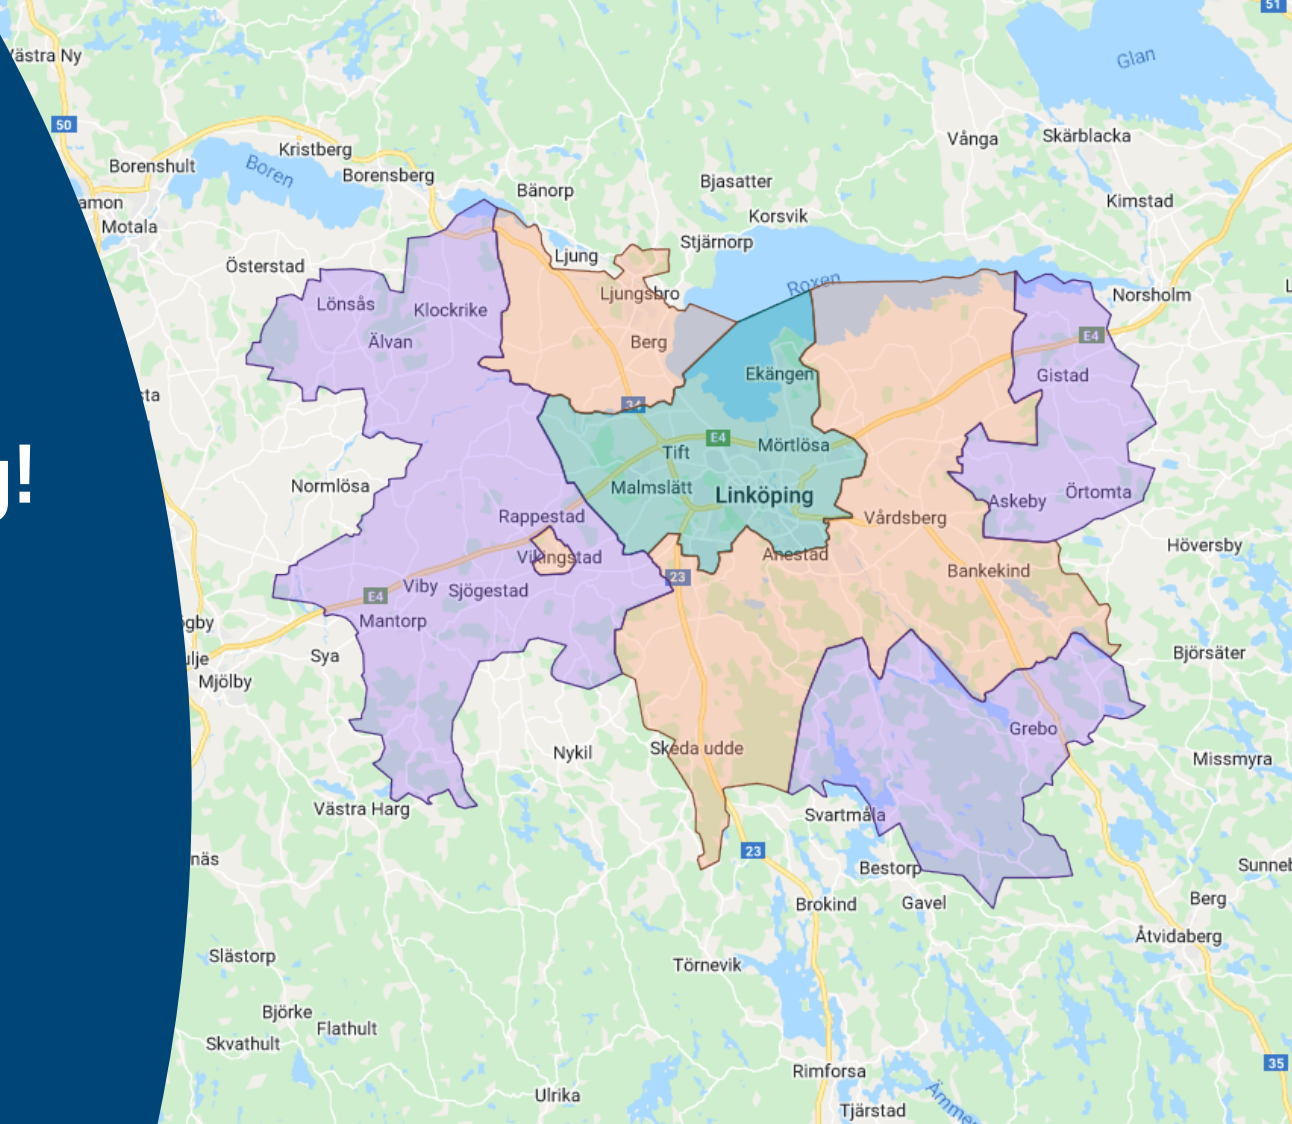 51
Västra Ny
Glan
50
Vånga
Skärblacka
Kristberg
Borenshult
Boren
Borensberg
Bänorp
Bjasatter
Kimstad
Korsvik
Motala
Stjärnorp
Ljung
Österstad
Roxen
Norsholm
Lönsås
Klockrike
Ljungsbro
E4
Älvan
Berg
Ekängen
Gistad
34
g!
E4
Mörtlösa
Tift
Normlösa
Malmslätt
Linköping
Askeby
Örtomta
Rappestad
Vårdsberg
Höversby
Vikingstad
Bankekind
23
Viby
Sjögestad
E4
Mantorp
Sya
Björsäter
Mjölby
Grebo
Nykil
Skeda udde
Missmyra
Västra Harg
Svartmåla
23
Bestorp
Brokind
Gavel
Berg
Åtvidaberg
Slästorp
Törnevik
Björke
Flathult
Skvathult
35
Rimforsa
Ulrika
Tjärstad